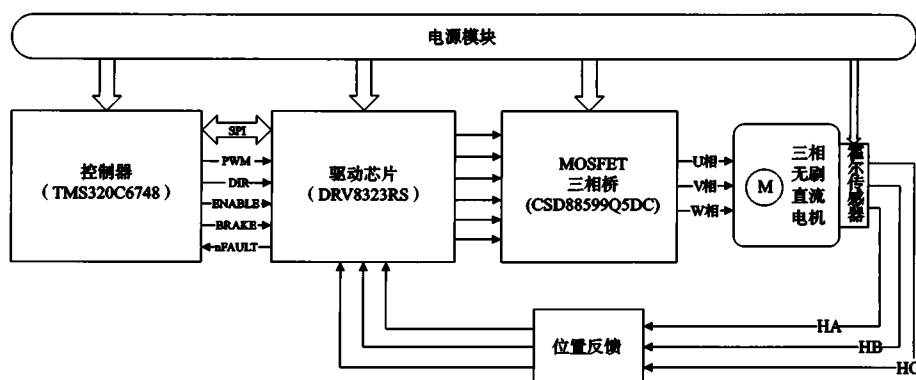 电源模块
控制器
（TMS320C6748）
SPI
PWM
DIR
ENABLE
BRAKE
nFAULT
驱动芯片
（DRV8323RS）
MOSFET
三相桥
(CSD88599Q5DC)
U相
V相
W相
M
三相
无刷
直流
电机
霍尔传感器
位置反馈
HA
HB
HC